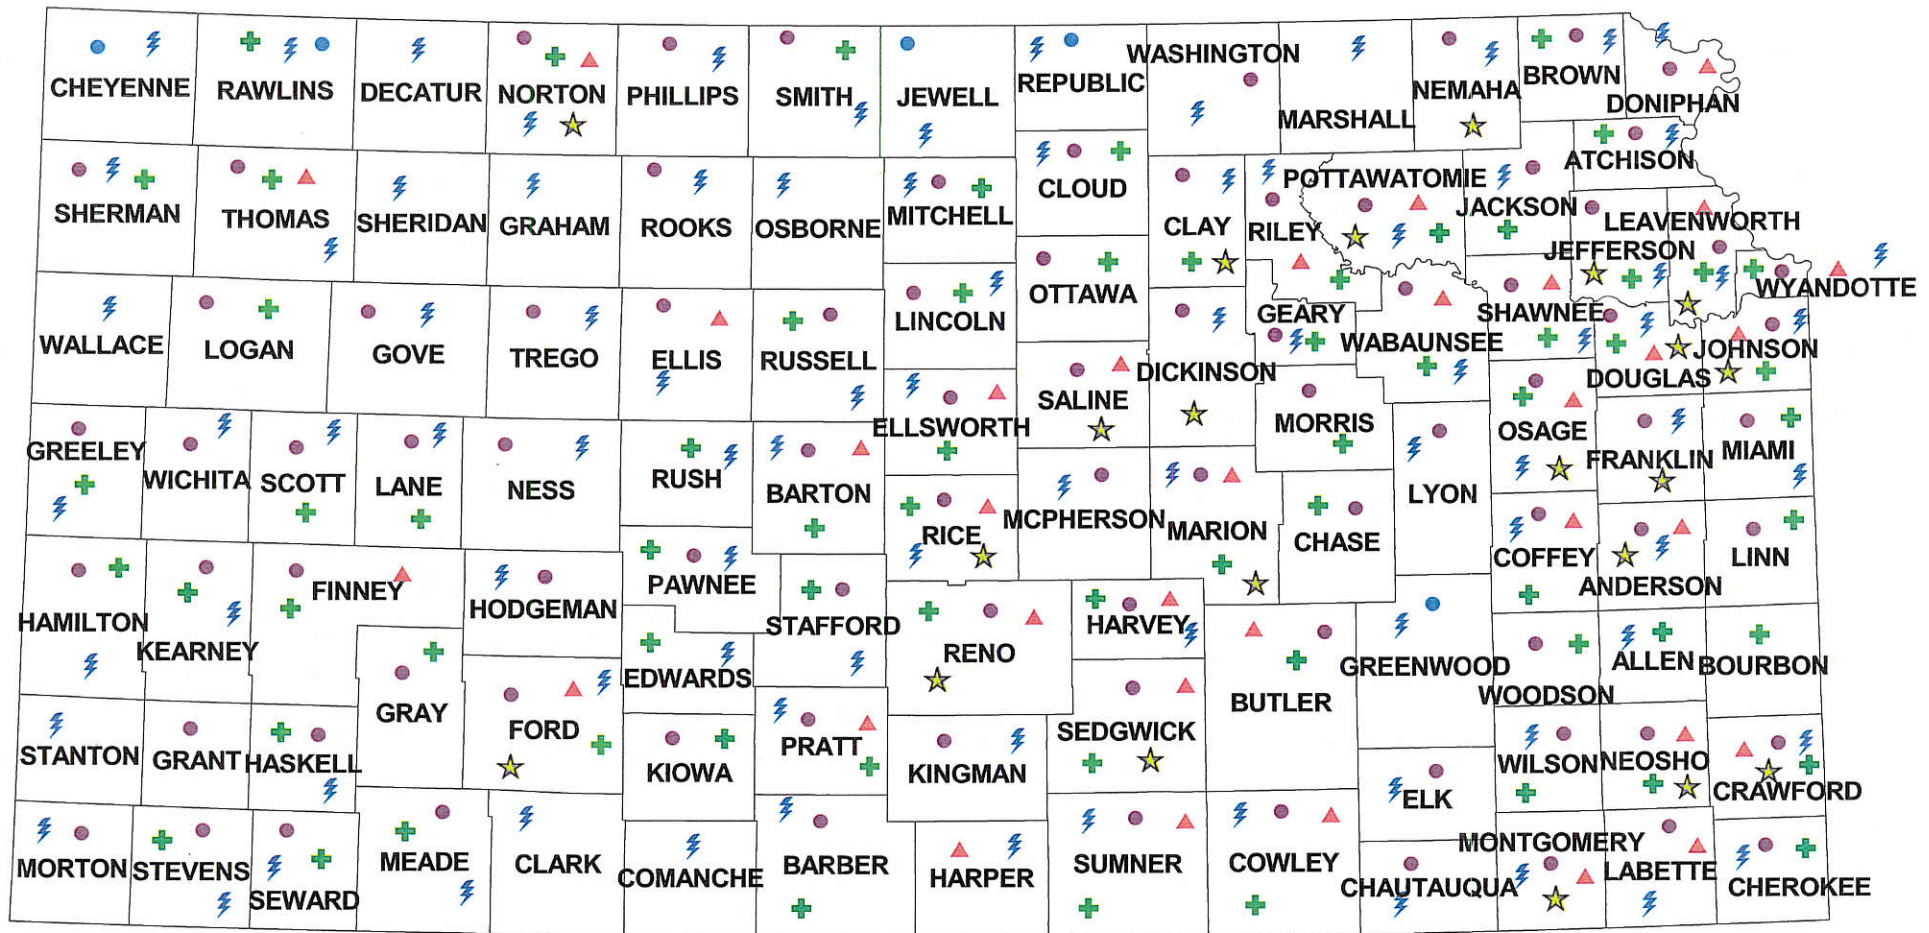 CHEYENNE
RAWLINS
DECATUR
NORTON
PHILLIPS
SMITH
JEWELL
REPUBLIC
WASHINGTON
MARSHALL
NEMAHA
BROWN
DONIPHAN
SHERMAN
THOMAS
SHERIDAN
GRAHAM
ROOKS
OSBORNE
MITCHELL
CLOUD
CLAY
RILEY
POTTAWATOMIE
JACKSON
ATCHISON
LEAVENWORTH
JEFFERSON
WYANDOTTE
WALLACE
LOGAN
GOVE
TREGO
ELLIS
RUSSELL
LINCOLN
OTTAWA
SALINE
DICKINSON
GEARY
WABAUNSEE
SHAWNEE
DOUGLAS
JOHNSON
GREELEY
WICHITA
SCOTT
LANE
NESS
RUSH
BARTON
ELLSWORTH
RICE
MCPHERSON
MARION
MORRIS
CHASE
LYON
OSAGE
FRANKLIN
MIAMI
COFFEY
ANDERSON
LINN
HAMILTON
KEARNEY
FINNEY
HODGEMAN
PAWNEE
STAFFORD
EDWARDS
RENO
HARVEY
BUTLER
GREENWOOD
WOODSON
ALLEN
BOURBON
STANTON
GRANT
HASKELL
GRAY
FORD
KIOWA
PRATT
KINGMAN
SEDGWICK
ELK
WILSON
NEOSHO
CRAWFORD
MORTON
STEVENS
SEWARD
MEADE
CLARK
COMANCHE
BARBER
HARPER
SUMNER
COWLEY
CHAUTAUQUA
MONTGOMERY
LABETTE
CHEROKEE